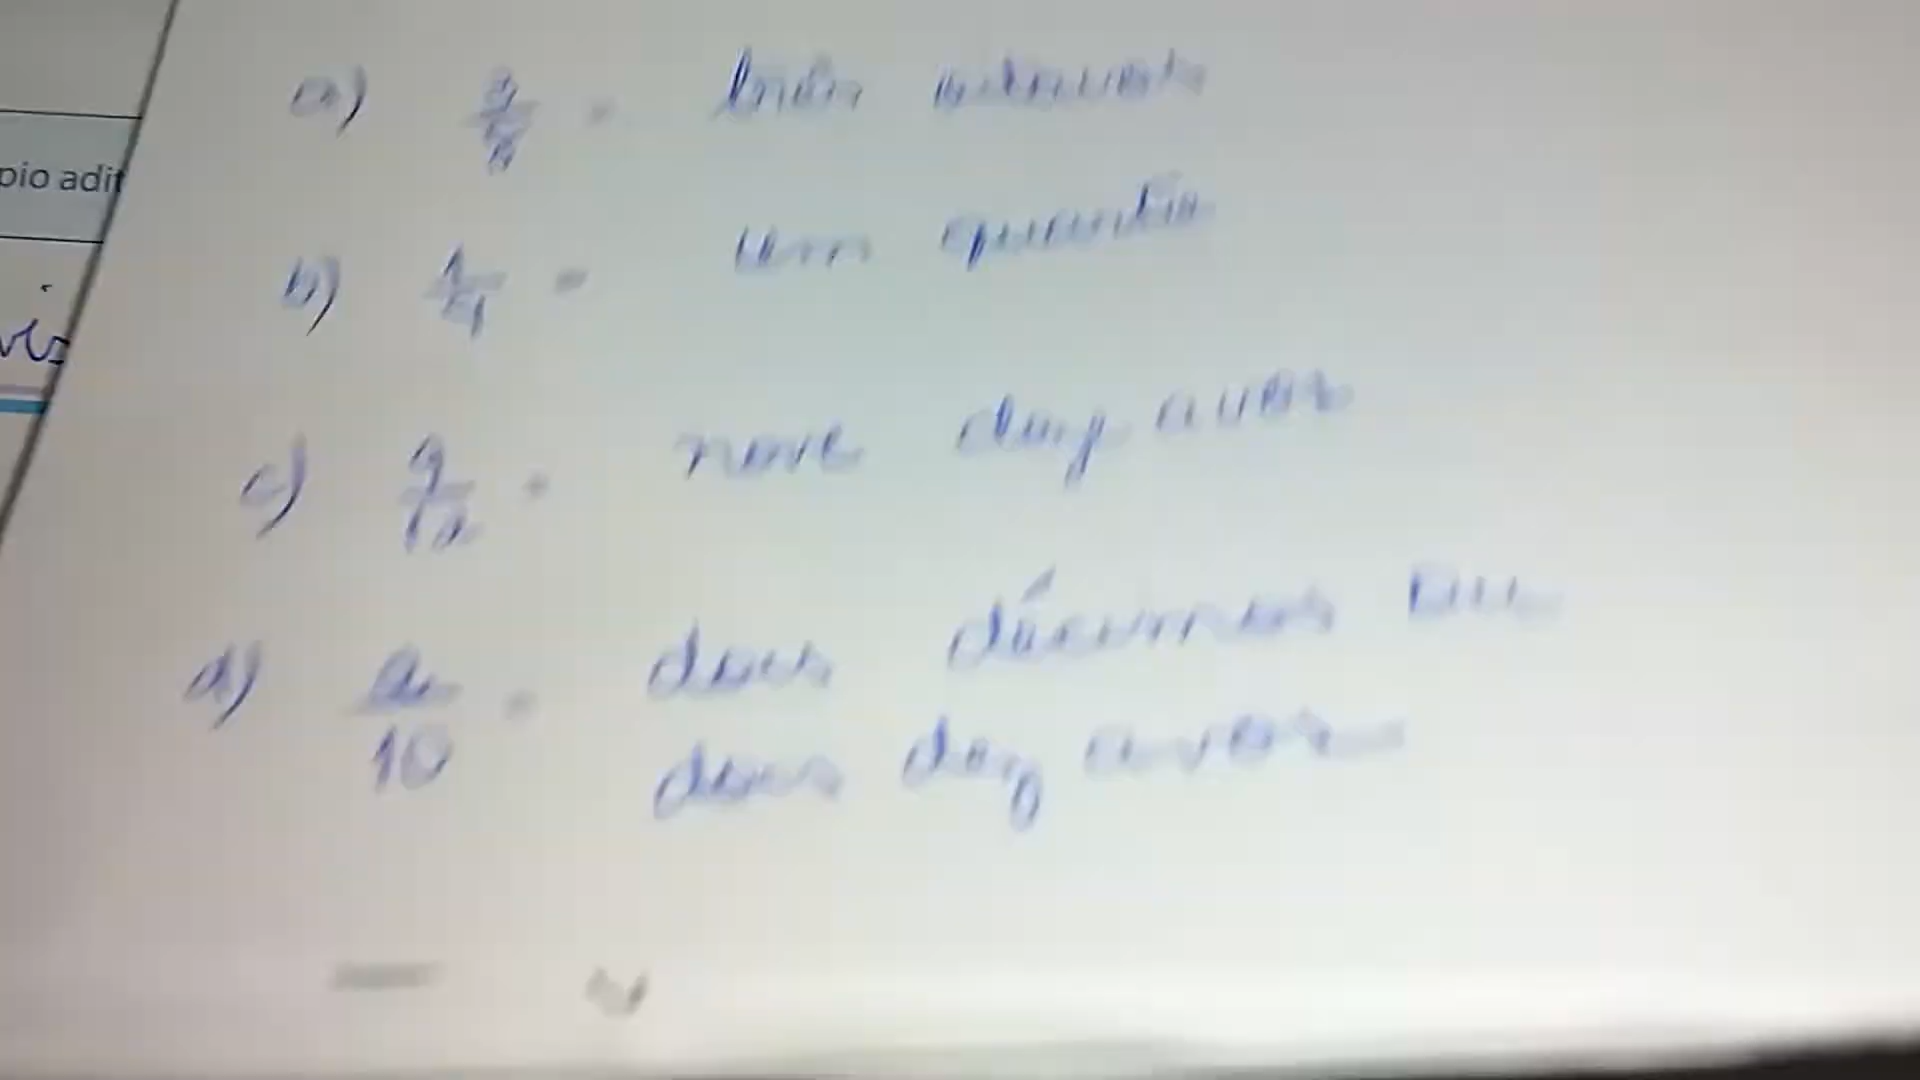 a) 3/8 = três oitavos
b) 1/4 = um quarto
c) 9/12 = nove doze avos
d) 2/10 = dois décimos ou
dois dez avos
pio adit